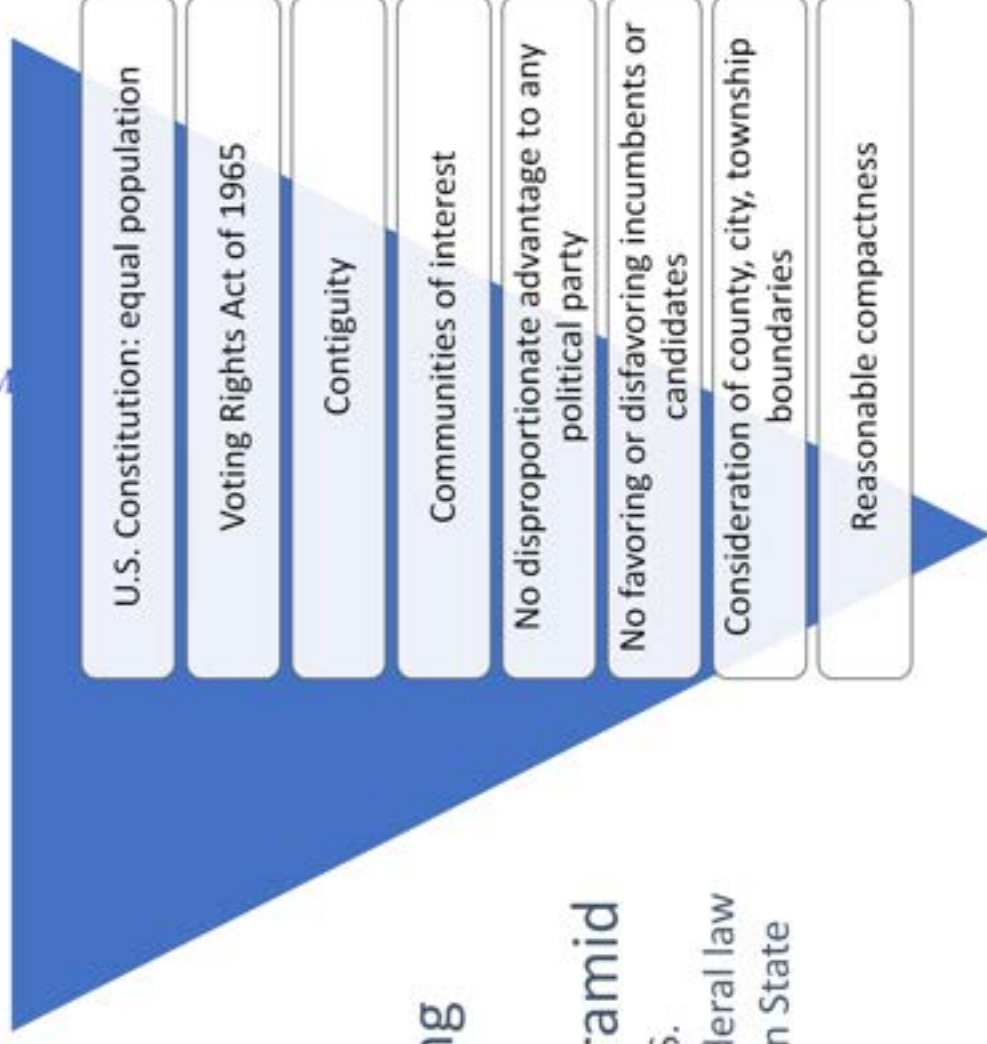 U.S. Constitution: equal population
Voting Rights Act of 1965
Contiguity
Communities of interest
No disproportionate advantage to any
political party
No favoring or disfavoring incumbents or
candidates
Consideration of county, city, township
boundaries
Reasonable compactness
ng
ramid
s.
deral law
n State